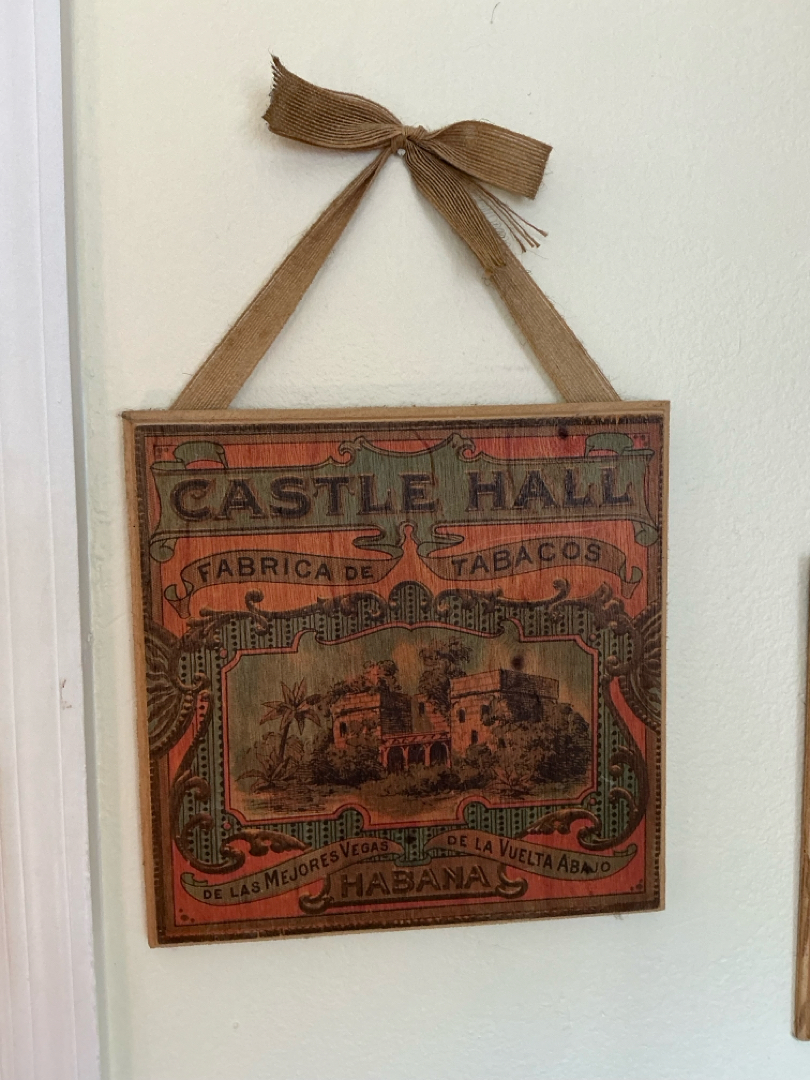 CASTLE HALL
FABRICA DE TABACOS
DE LAS MEJORES VEGAS DE LA VUELTA ABAJO
HABANA